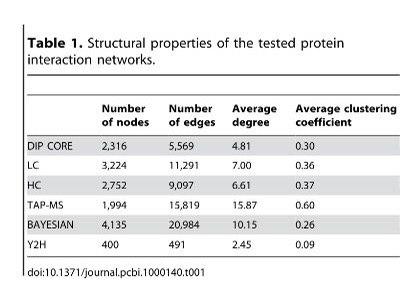 Table 1. Structural properties of the tested protein
interaction networks.
Number of nodes Number of edges Average degree Average clustering coefficient
DIP CORE 2,316 5,569 4.81 0.30
LC 3,224 11,291 7.00 0.36
HC 2,752 9,097 6.61 0.37
TAP-MS 1,994 15,819 15.87 0.60
BAYESIAN 4,135 20,984 10.15 0.26
Y2H 400 491 2.45 0.09
doi:10.1371/journal.pcbi.1000140.t001